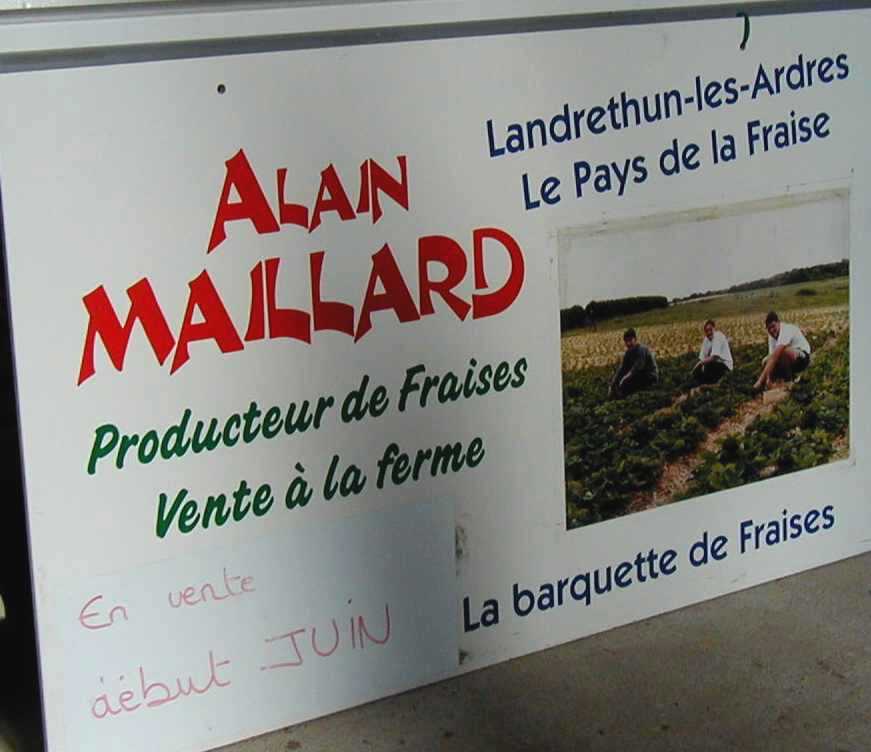 ALAIN
MAILLARD
Producteur de Fraises
Vente à la ferme
En vente
début JUIN
Landrethun-les-Ardres
Le Pays de la Fraise
La barquette de Fraises